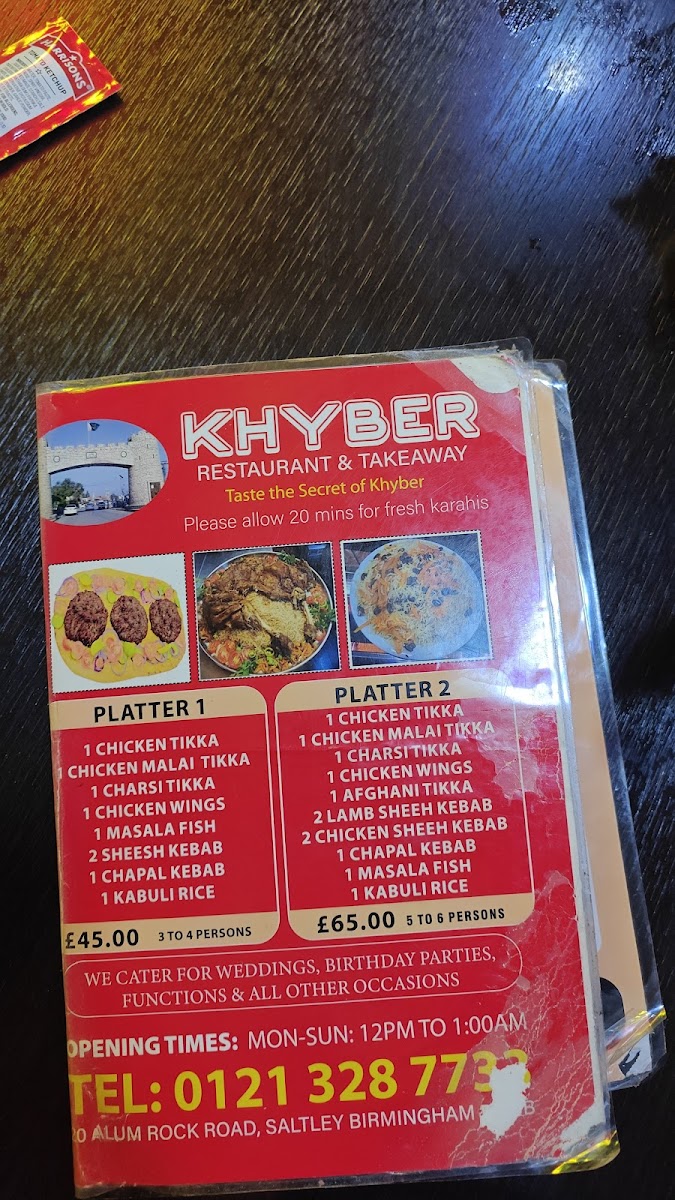 HARRISONS
KETCHUP
KHYBER
RESTAURANT & TAKEAWAY
Taste the Secret of Khyber
Please allow 20 mins for fresh karahis
PLATTER 1
1 CHICKEN TIKKA
1 CHICKEN MALAI TIKKA
1 CHARSI TIKKA
1 CHICKEN WINGS
1 MASALA FISH
2 SHEESH KEBAB
1 CHAPAL KEBAB
1 KABULI RICE
£45.00 3 TO 4 PERSONS
PLATTER 2
1 CHICKEN TIKKA
1 CHICKEN MALAI TIKKA
1 CHARSI TIKKA
1 CHICKEN WINGS
1 AFGHANI TIKKA
2 LAMB SHEEH KEBAB
2 CHICKEN SHEEH KEBAB
1 CHAPAL KEBAB
1 MASALA FISH
1 KABULI RICE
£65.00 5 TO 6 PERSONS
WE CATER FOR WEDDINGS, BIRTHDAY PARTIES,
FUNCTIONS & ALL OTHER OCCASIONS
OPENING TIMES: MON-SUN: 12PM TO 1:00AM
TEL: 0121 328
ALUM ROCK ROAD, SALTLEY BIRMINGHAM